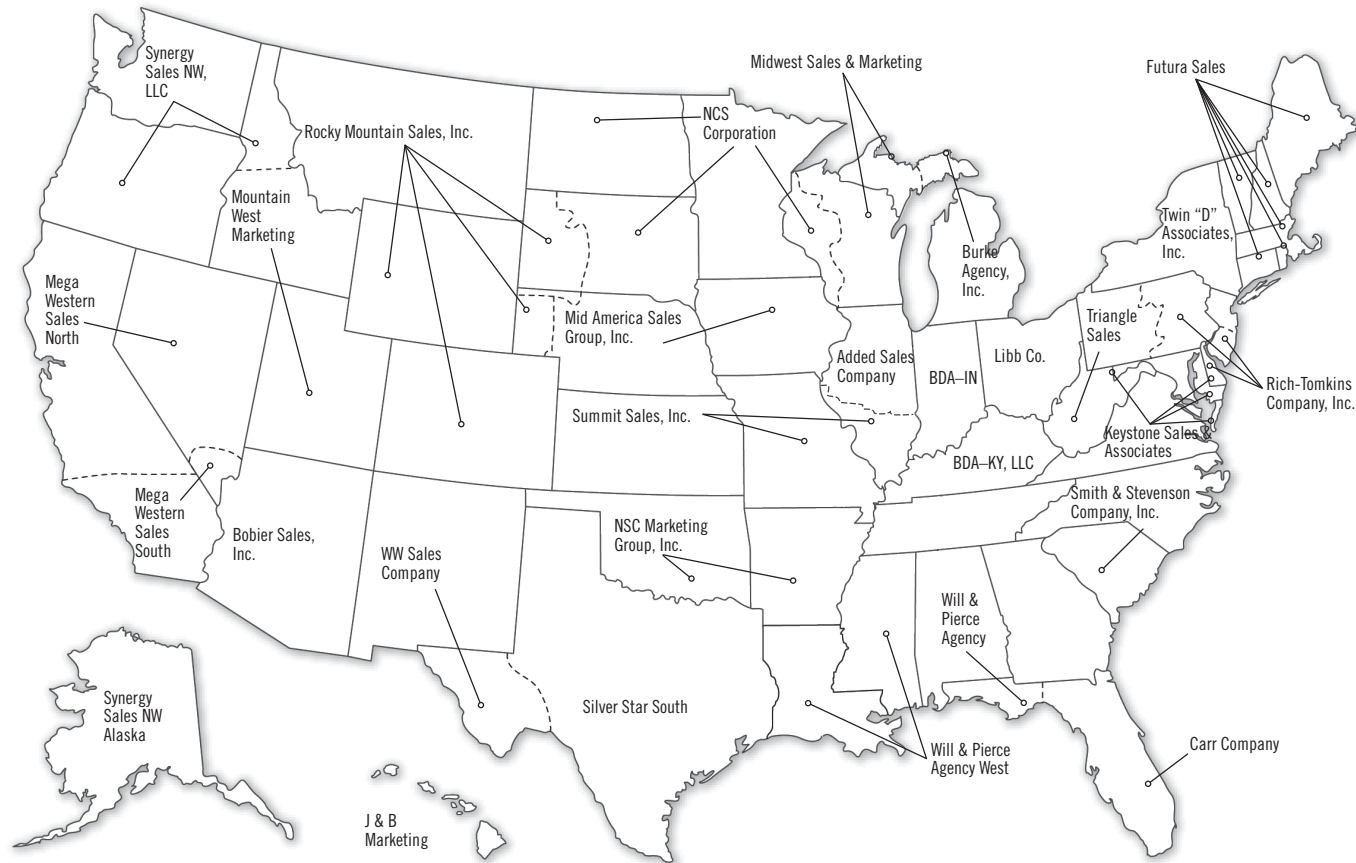 Synergy
Sales NW,
LLC
Rocky Mountain Sales, Inc.
Mountain
West
Marketing
Mega
Western
Sales
North
Mega
Western
Sales
South
Bobier Sales,
Inc.
WW Sales
Company
Synergy
Sales NW
Alaska
J & B
Marketing
NCS
Corporation
Midwest Sales & Marketing
Burke
Agency,
Inc.
Mid America Sales
Group, Inc.
Added Sales
Company
BDA–IN
Libb Co.
Summit Sales, Inc.
BDA–KY, LLC
NSC Marketing
Group, Inc.
Silver Star South
Will &
Pierce
Agency
Will & Pierce
Agency West
Carr Company
Smith & Stevenson
Company, Inc.
Keystone Sales &
Associates
Triangle
Sales
Rich-Tomkins
Company, Inc.
Twin “D”
Associates,
Inc.
Futura Sales